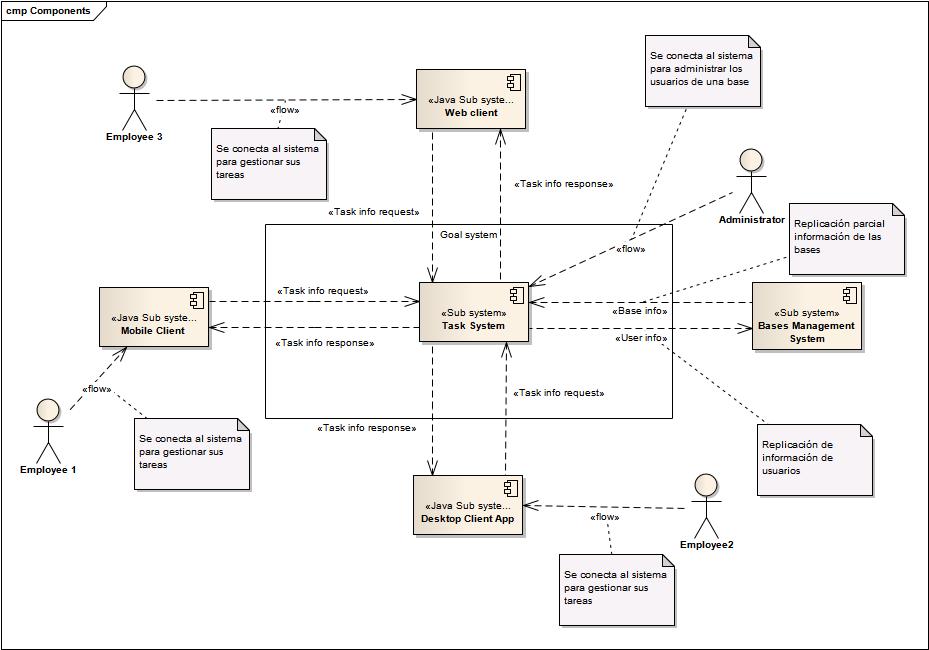 cmp Components
Se conecta al sistema
para administrar los
usuarios de una base
«Java Sub syste...
Web client
«flow»
Employee 3
Se conecta al sistema
para gestionar sus
tareas
«Task info response»
«Task info request»
Administrator
Replicación parcial
información de las
bases
Goal system
«flow»
«Task info request»
«Java Sub syste...
Mobile Client
«Sub system»
Task System
«Base info»
«Sub system»
Bases Management
System
«User info»
«Task info response»
«flow»
«Task info request»
Employee 1
Se conecta al sistema
para gestionar sus
tareas
«Task info response»
Replicación de
información de
usuarios
«Java Sub syste...
Desktop Client App
«flow»
Employee2
Se conecta al sistema
para gestionar sus
tareas